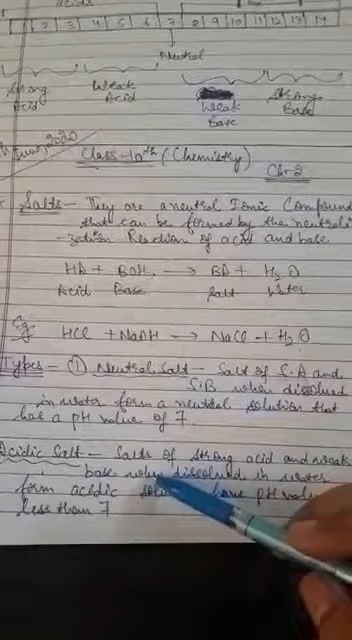 acids
1 2 3 4 5 6 7 8 9 10 11 12 13 14
Neutral
Strong Acid
Weak Acid
Weak Base
Strong Base
June 2020
Class-10th (Chemistry)
Ch-2
Salts - They are a neutral Ionic Compound
that can be formed by the neutrali
-zation Reaction of acid and base
HA + BOH → BA + H2O
Acid Base Salt Water
Eg HCl + NaOH → NaCl + H2O
Types - ① Neutral Salt - Salt of S.A and
S.B when dissolved
in water form a neutral solution that
has a pH value of 7.
Acidic Salt - Salts of strong acid and weak
base when dissolved in water
form acidic have pH value
less than 7